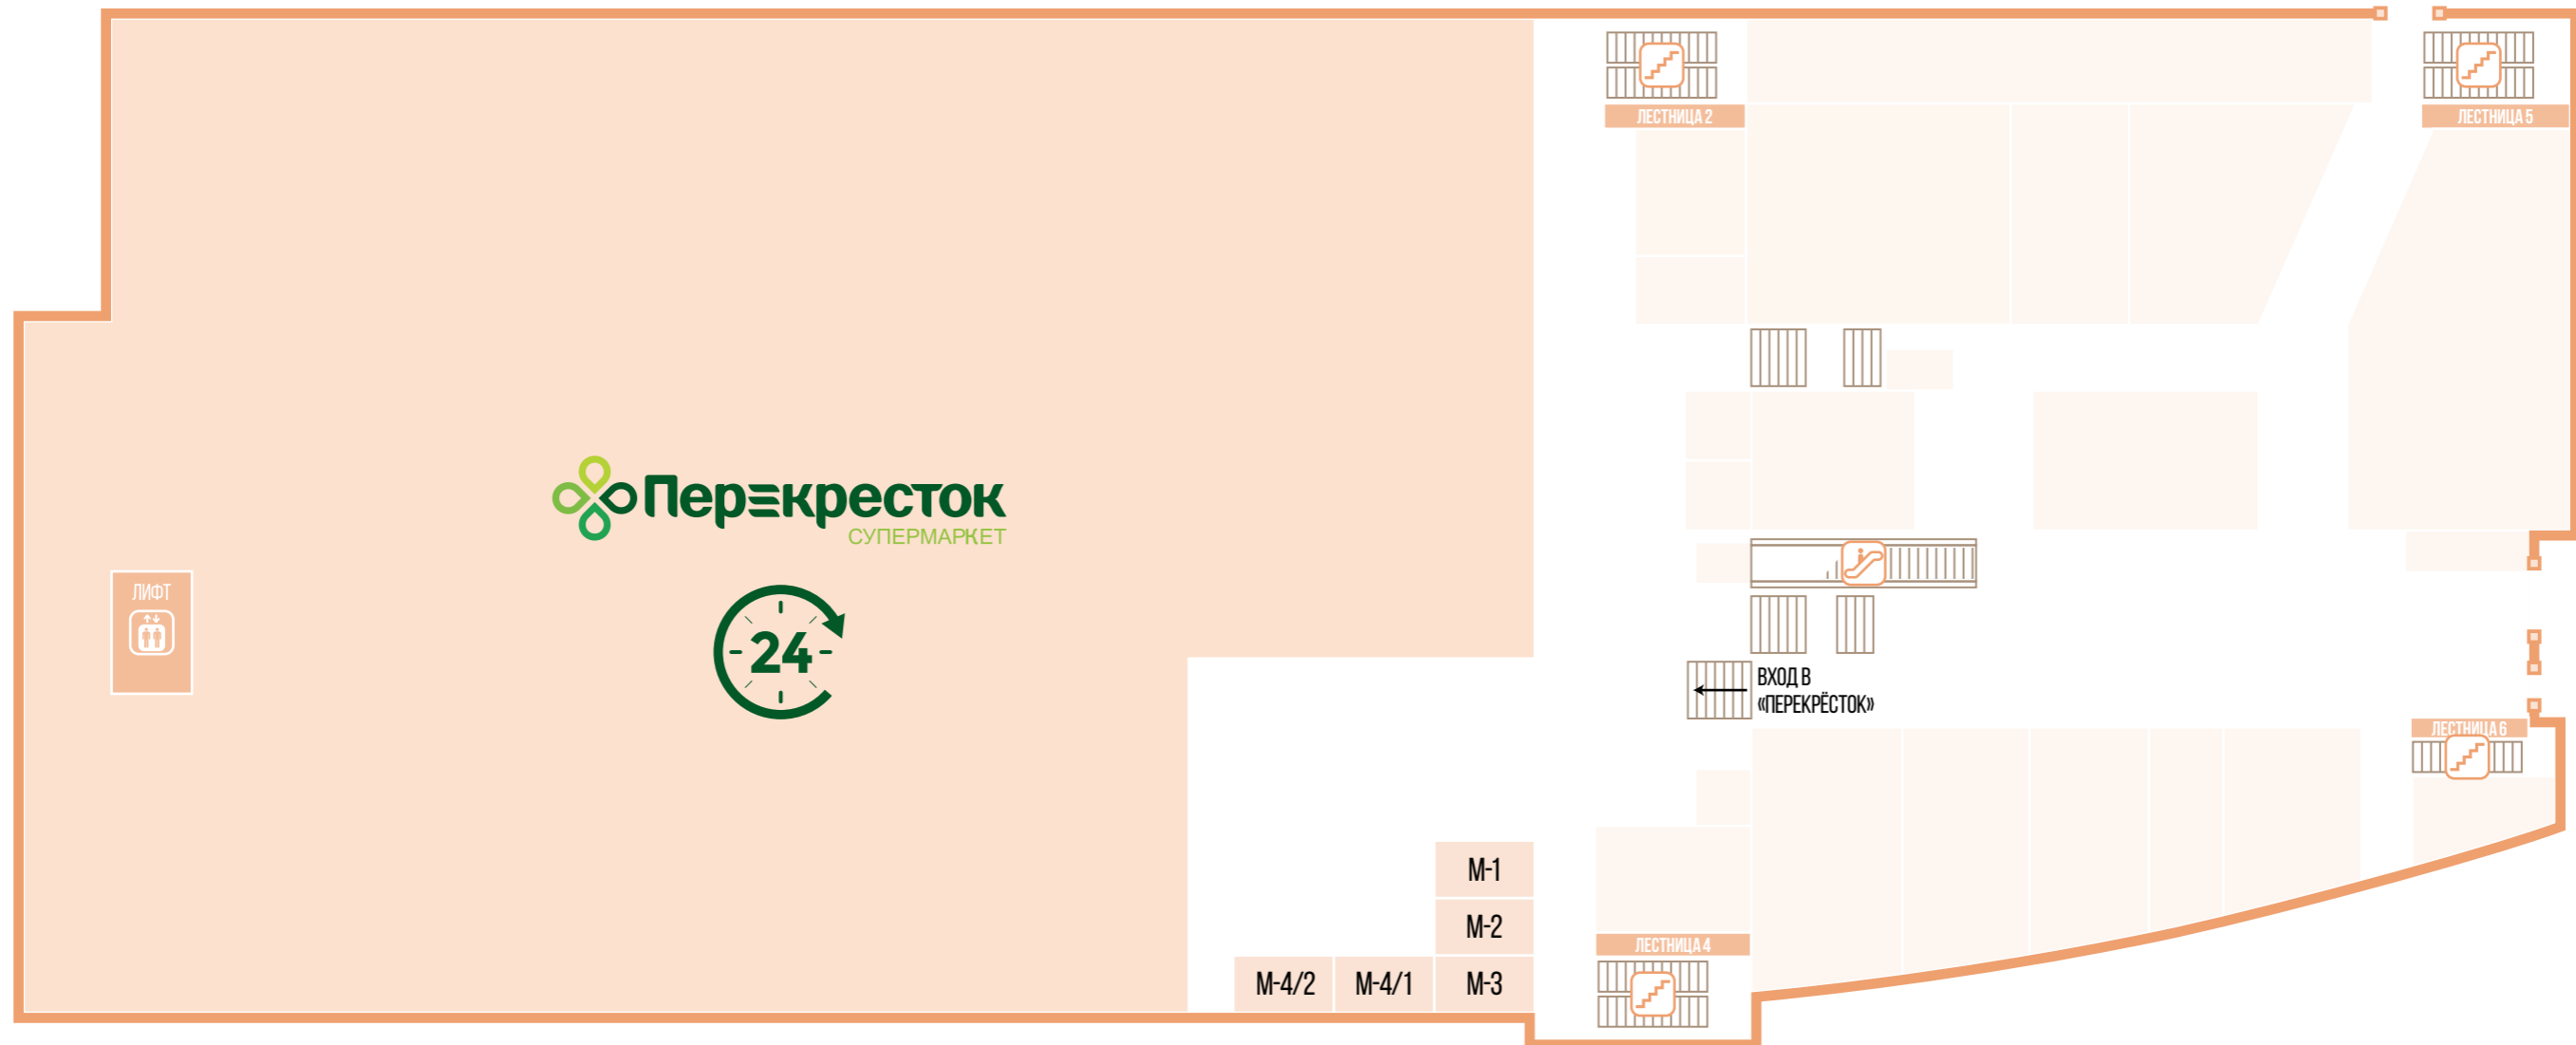 ЛЕСТНИЦА 2
ЛЕСТНИЦА 5
Перекресток
СУПЕРМАРКЕТ
ЛИФТ
24
ВХОД В
«ПЕРЕКРЁСТОК»
ЛЕСТНИЦА 6
М-1
М-2
М-4/2
М-4/1
М-3
ЛЕСТНИЦА 4